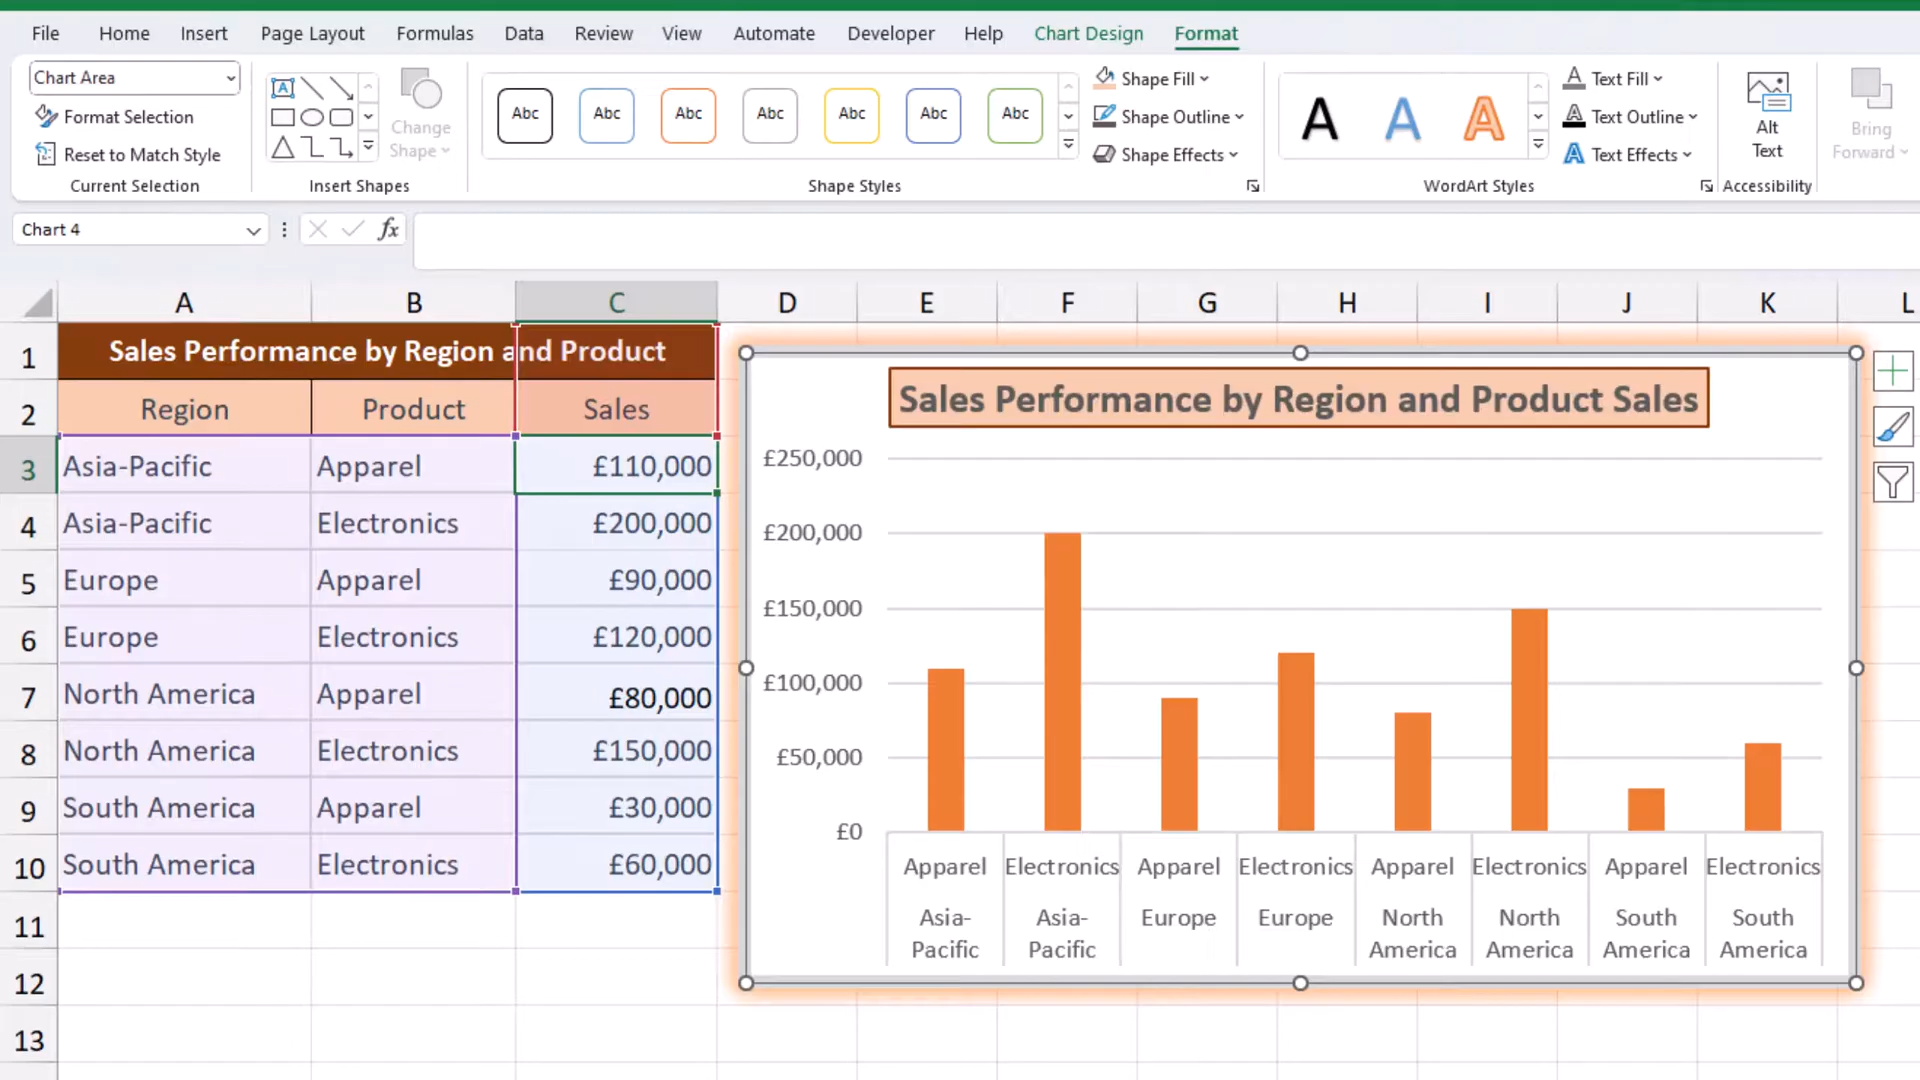 File Home Insert Page Layout Formulas Data Review View Automate Developer Help Chart Design Format
Chart Area
Format Selection
Reset to Match Style
Current Selection
Change
Shape
Insert Shapes
Abc Abc Abc Abc Abc Abc Abc
Shape Styles
Shape Fill
Shape Outline
Shape Effects
A A A
WordArt Styles
Text Fill
Text Outline
Text Effects
Alt
Text
Accessibility
Bring
Forward
Chart 4 fx
A B C D E F G H I J K L
1 Sales Performance by Region and Product
2 Region Product Sales
3 Asia-Pacific Apparel £110,000
4 Asia-Pacific Electronics £200,000
5 Europe Apparel £90,000
6 Europe Electronics £120,000
7 North America Apparel £80,000
8 North America Electronics £150,000
9 South America Apparel £30,000
10 South America Electronics £60,000
11
12
13
Sales Performance by Region and Product Sales
£250,000
£200,000
£150,000
£100,000
£50,000
£0
Apparel Electronics Apparel Electronics Apparel Electronics Apparel Electronics
Asia- Asia- Europe Europe North North South South
Pacific Pacific America America America America